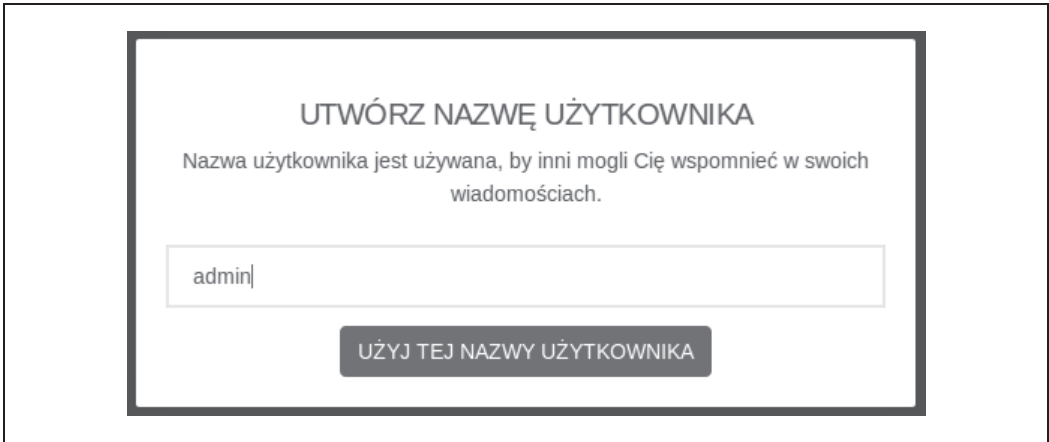 UTWÓRZ NAZWĘ UŻYTKOWNIKA
Nazwa użytkownika jest używana, by inni mogli Cię wspomnieć w swoich
wiadomościach.
admin
UŻYJ TEJ NAZWY UŻYTKOWNIKA